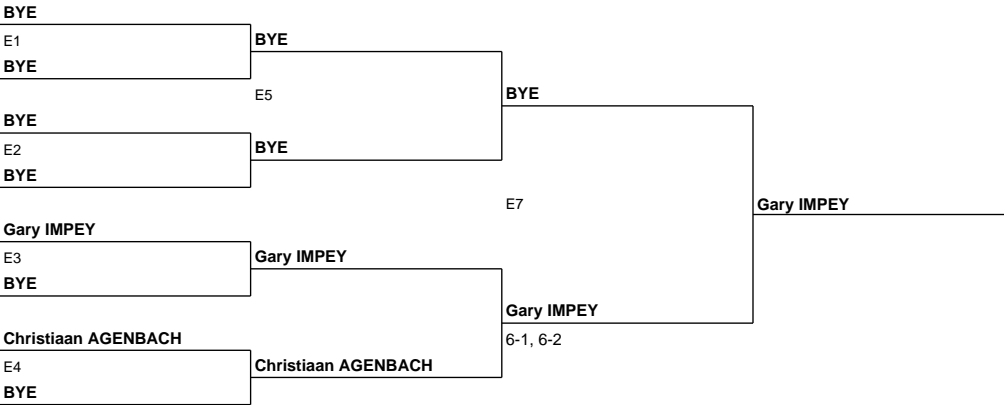 BYE
E1
BYE
BYE
E5
BYE
BYE
E2
BYE
BYE
E7
Gary IMPEY
Gary IMPEY
E3
Gary IMPEY
BYE
Gary IMPEY
6-1, 6-2
Christiaan AGENBACH
E4
Christiaan AGENBACH
BYE